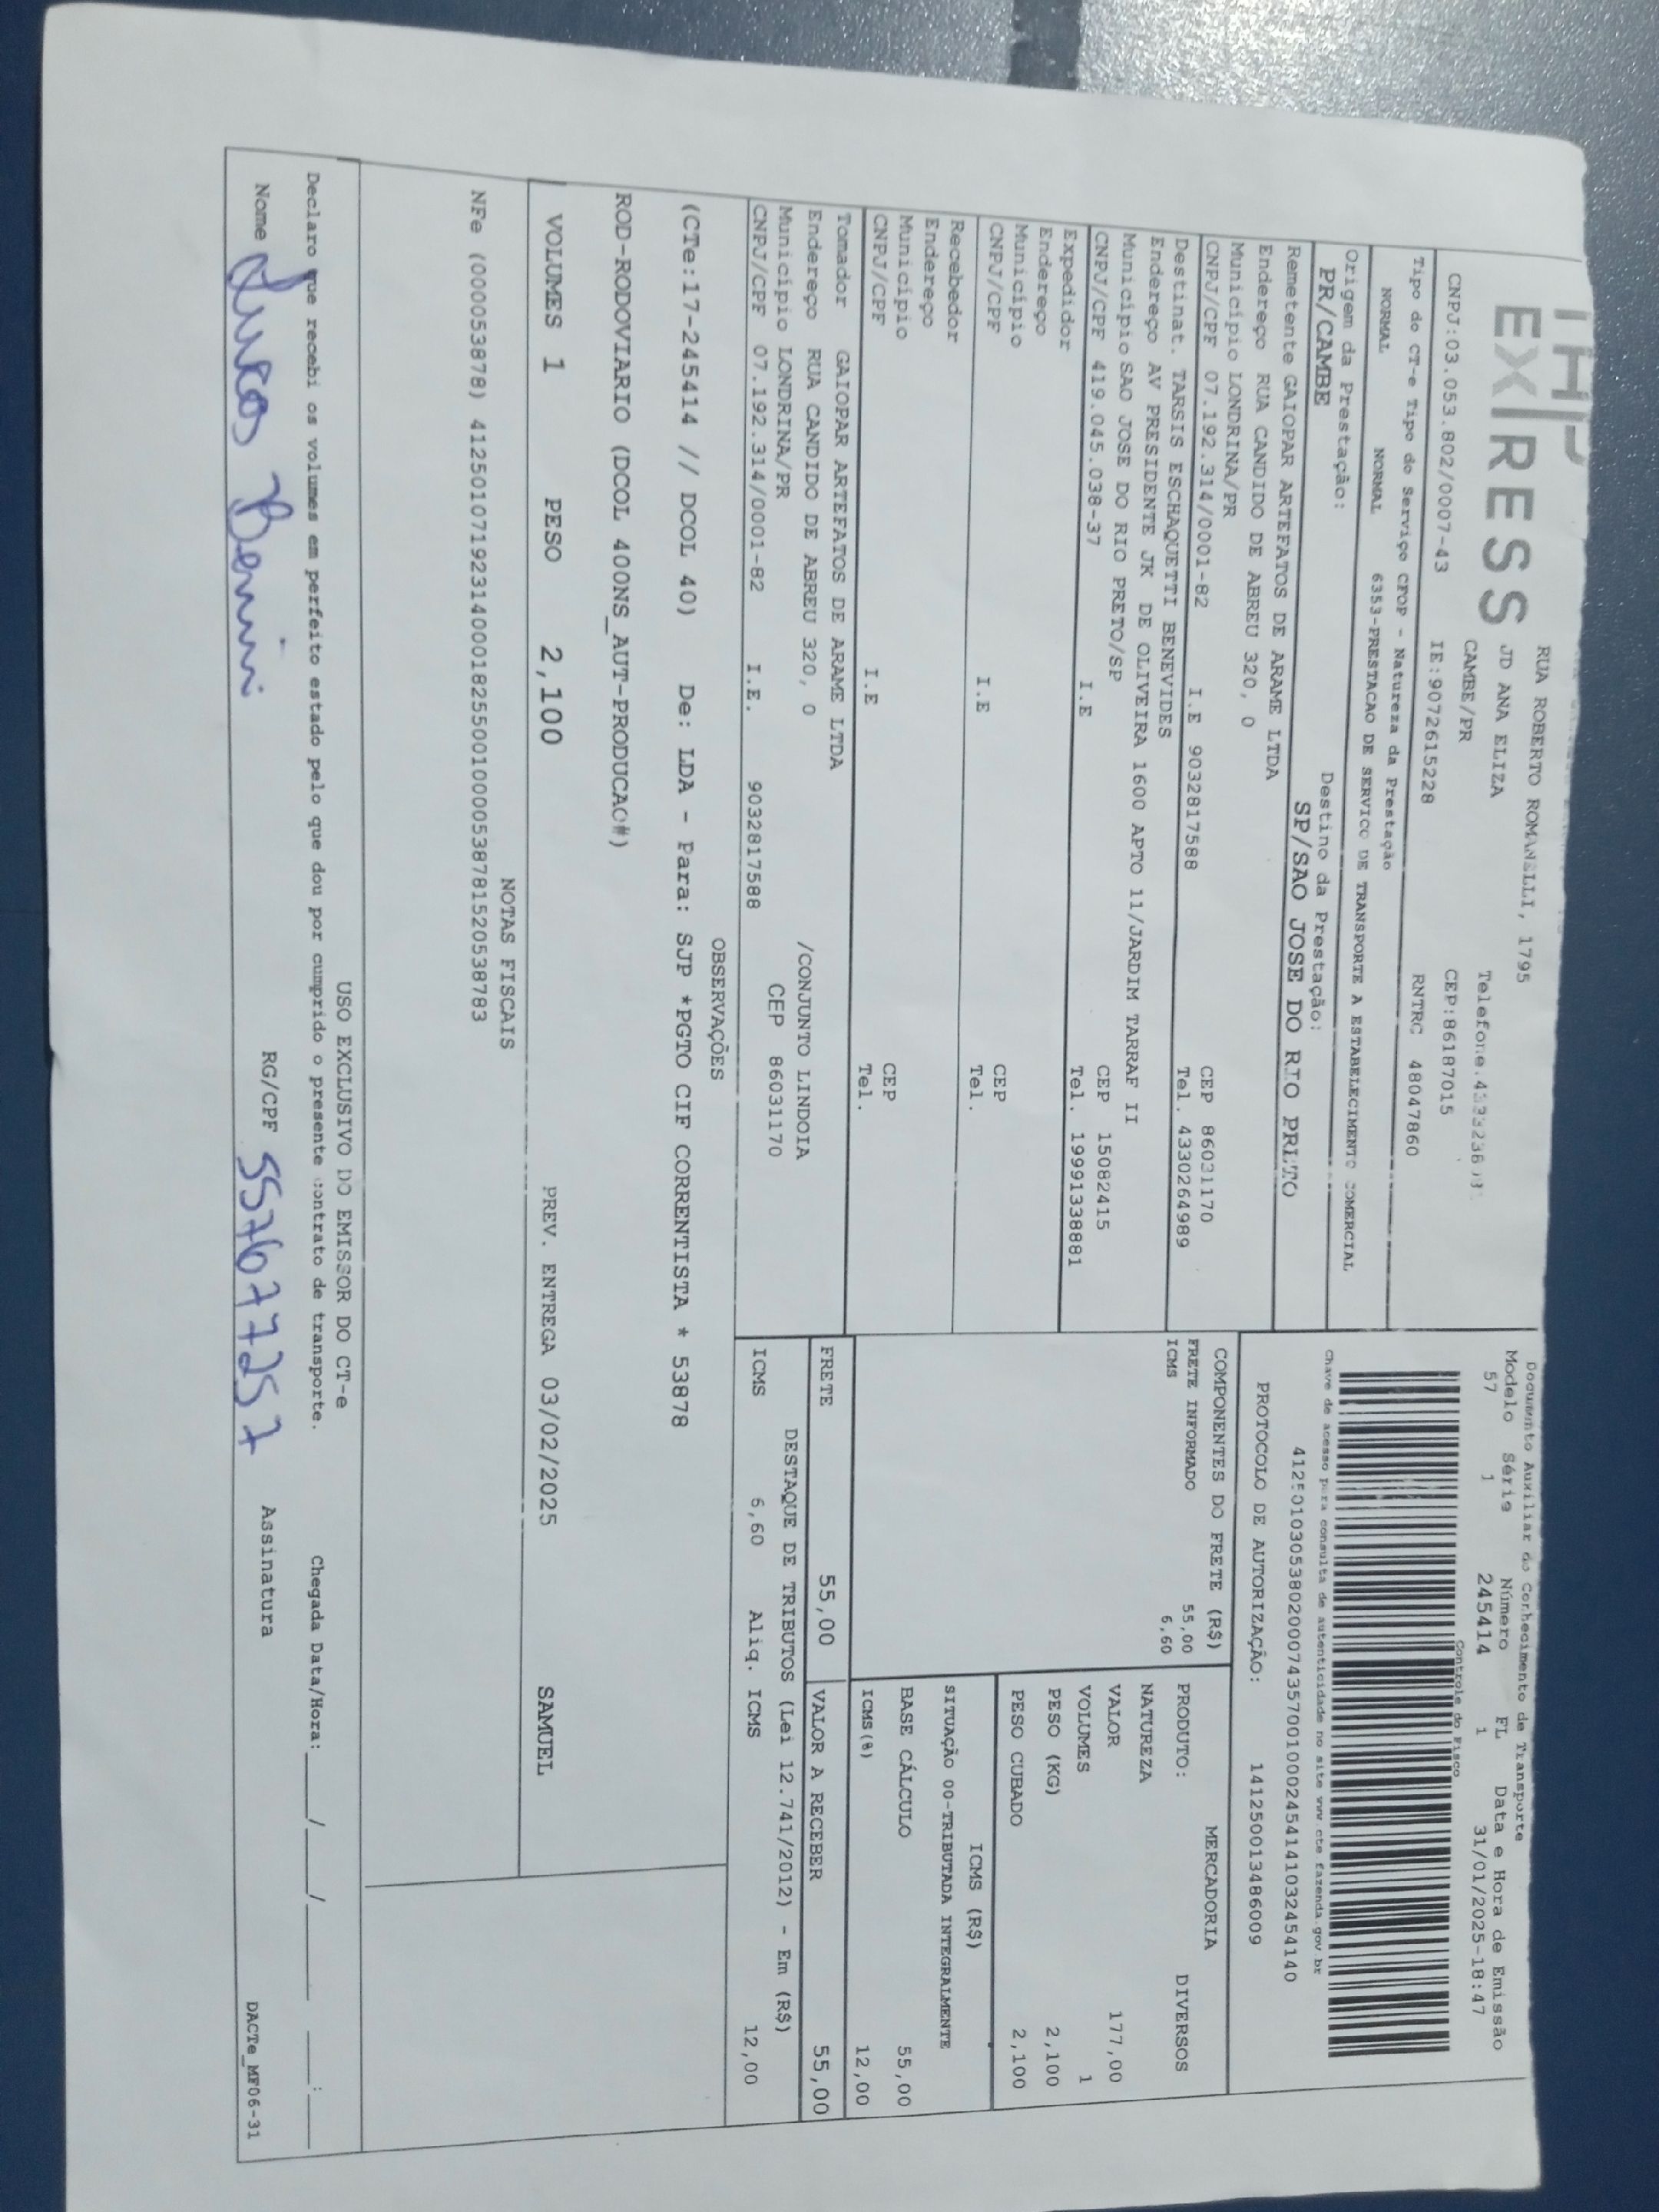 EXPRESS
RUA ROBERTO ROMANELLI, 1795
JD ANA ELIZA
CAMBE/PR
CEP:86187015
CNPJ:03.053.802/0007-43 IE:9072615228 RNTRC 48047860
Tipo do CT-e Tipo do Serviço CFOP - Natureza da Prestação
NORMAL NORMAL 6353-PRESTACAO DE SERVICO DE TRANSPORTE A ESTABELECIMENTO COMERCIAL
Origem da Prestação: Destino da Prestação:
PR/CAMBE SP/SAO JOSE DO RIO PRETO
Documento Auxiliar do Conhecimento de Transporte
Modelo Série Número FL Data e Hora de Emissão
57 1 245414 1 31/01/2025-18:47
Controle do Fisco
Chave de acesso para consulta de autenticidade no site www.cte.fazenda.gov.br
41250103053802000743570010002454141032454140
PROTOCOLO DE AUTORIZAÇÃO: 141250013486009
Remetente GAIOPAR ARTEFATOS DE ARAME LTDA
Endereço RUA CANDIDO DE ABREU 320, 0
Município LONDRINA/PR CEP 86031170
CNPJ/CPF 07.192.314/0001-82 I.E 9032817588 Tel. 4330264989
Destinat. TARSIS ESCHAQUETTI BENEVIDES
Endereço AV PRESIDENTE JK DE OLIVEIRA 1600 APTO 11/JARDIM TARRAF II
Município SAO JOSE DO RIO PRETO/SP CEP 15082415
CNPJ/CPF 419.045.038-37 I.E Tel. 19991338881
Expedidor
Endereço
Município CEP
CNPJ/CPF I.E Tel.
Recebedor
Endereço
Município CEP
CNPJ/CPF I.E Tel.
Tomador GAIOPAR ARTEFATOS DE ARAME LTDA
Endereço RUA CANDIDO DE ABREU 320, 0 /CONJUNTO LINDOIA
Município LONDRINA/PR CEP 86031170
CNPJ/CPF 07.192.314/0001-82 I.E. 9032817588
COMPONENTES DO FRETE (R$)
FRETE INFORMADO 55,00
ICMS 6,60
MERCADORIA
PRODUTO: DIVERSOS
NATUREZA
VALOR 177,00
VOLUMES 1
PESO (KG) 2,100
PESO CUBADO 2,100
ICMS (R$)
SITUAÇÃO 00-TRIBUTADA INTEGRALMENTE
BASE CÁLCULO 55,00
ICMS(%) 12,00
FRETE 55,00 VALOR A RECEBER 55,00
DESTAQUE DE TRIBUTOS (Lei 12.741/2012) - Em (R$)
ICMS 6,60 Aliq. ICMS 12,00
OBSERVAÇÕES
(CTe:17-245414 // DCOL 40) De: LDA - Para: SJP *PGTO CIF CORRENTISTA * 53878
ROD-RODOVIARIO (DCOL 400NS_AUT-PRODUCAO#)
VOLUMES 1 PESO 2,100 PREV. ENTREGA 03/02/2025 SAMUEL
NOTAS FISCAIS
NFe (000053878) 41250107192314000182550010000538781520538783
USO EXCLUSIVO DO EMISSOR DO CT-e
Declaro que recebi os volumes em perfeito estado pelo que dou por cumprido o presente contrato de transporte. Chegada Data/Hora:____/____/____ ____:____
Nome RG/CPF 557677257 Assinatura
DACTe_MF06-31